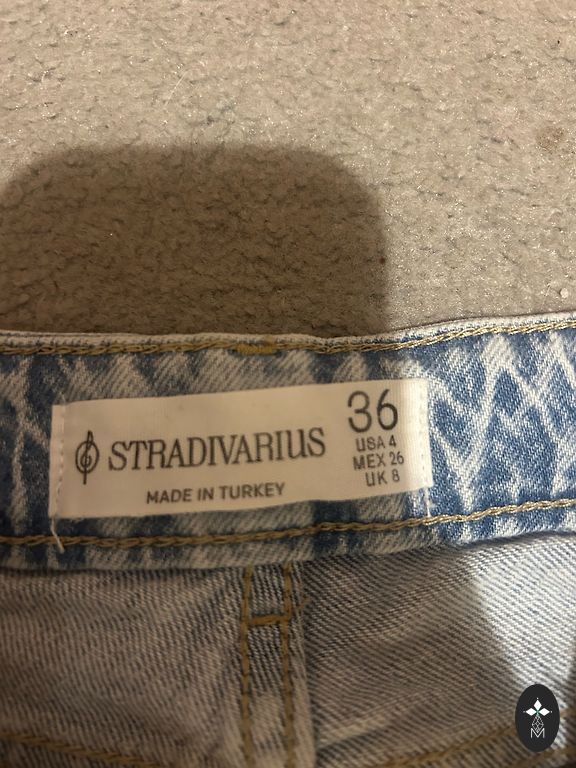 STRADIVARIUS
MADE IN TURKEY
36
USA 4
MEX 26
UK 8
M